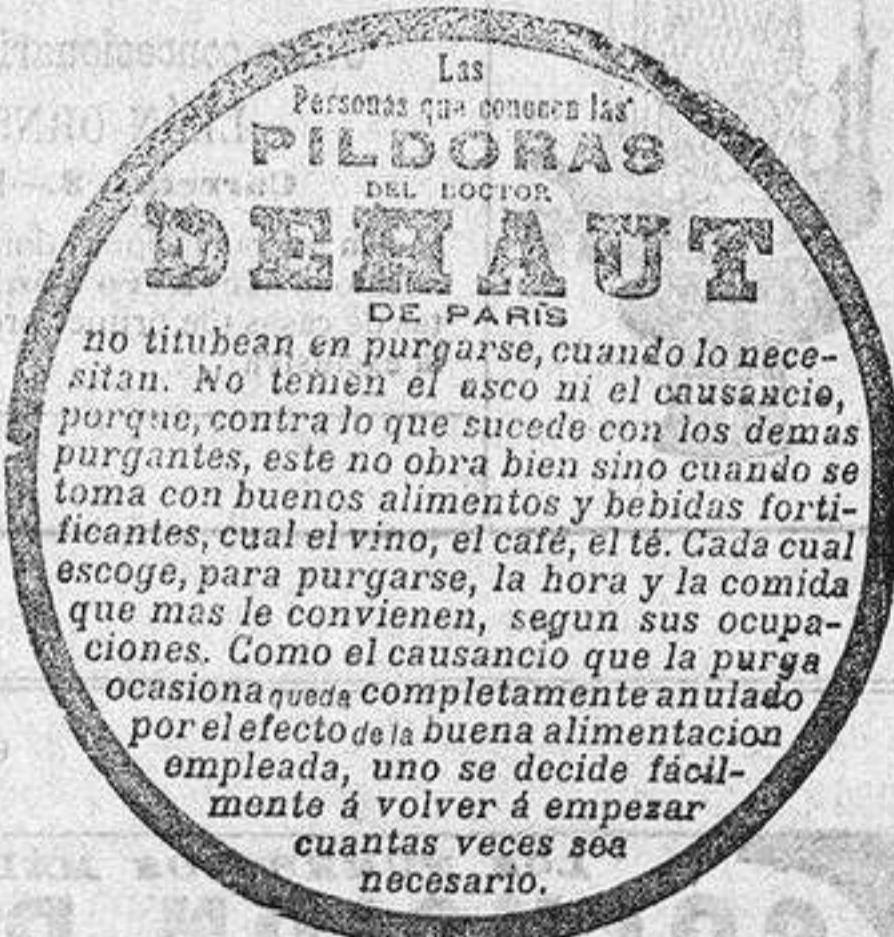 Las
Personas que conocen las
PILDORAS
DEL DOCTOR
DEHAUT
DE PARÍS
no titubean en purgarse, cuando lo nece-
sitan. No temen el asco ni el causancio,
porque, contra lo que sucede con los demas
purgantes, este no obra bien sino cuando se
toma con buenos alimentos y bebidas forti-
ficantes, cual el vino, el café, el té. Cada cual
escoge, para purgarse, la hora y la comida
que mas le convienen, segun sus ocupa-
ciones. Como el causancio que la purga
ocasiona queda completamente anulado
por el efecto de la buena alimentacion
empleada, uno se decide fácil-
mente á volver á empezar
cuantas veces sea
necesario.